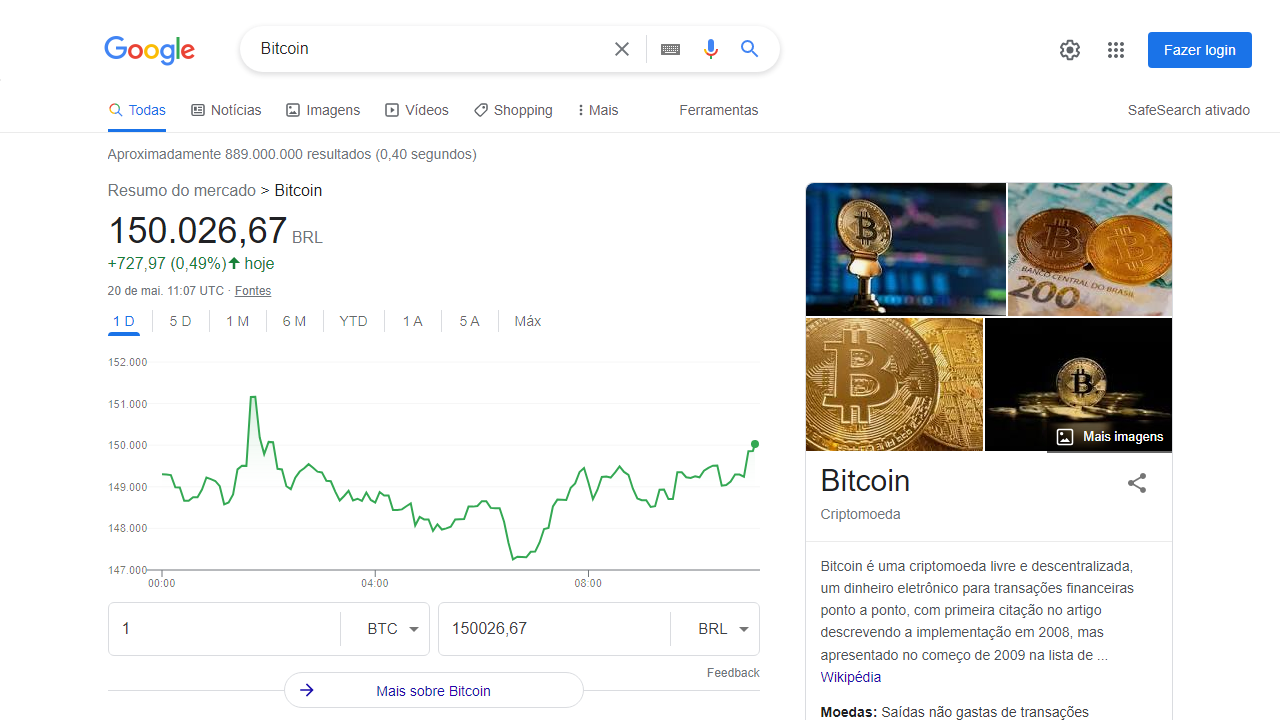 Google
Bitcoin
Fazer login
Todas
Notícias
Imagens
Vídeos
Shopping
Mais
Ferramentas
SafeSearch ativado
Aproximadamente 889.000.000 resultados (0,40 segundos)
Resumo do mercado > Bitcoin
150.026,67 BRL
+727,97 (0,49%) hoje
20 de mai. 11:07 UTC · Fontes
1 D
5 D
1 M
6 M
YTD
1 A
5 A
Máx
152.000
151.000
150.000
149.000
148.000
147.000
00:00
04:00
08:00
1
BTC
150026,67
BRL
Feedback
Mais sobre Bitcoin
BANCO CENTRAL DO BRASIL
200
Mais imagens
Bitcoin
Criptomoeda
Bitcoin é uma criptomoeda livre e descentralizada,
um dinheiro eletrônico para transações financeiras
ponto a ponto, com primeira citação no artigo
descrevendo a implementação em 2008, mas
apresentado no começo de 2009 na lista de ...
Wikipédia
Moedas: Saídas não gastas de transações